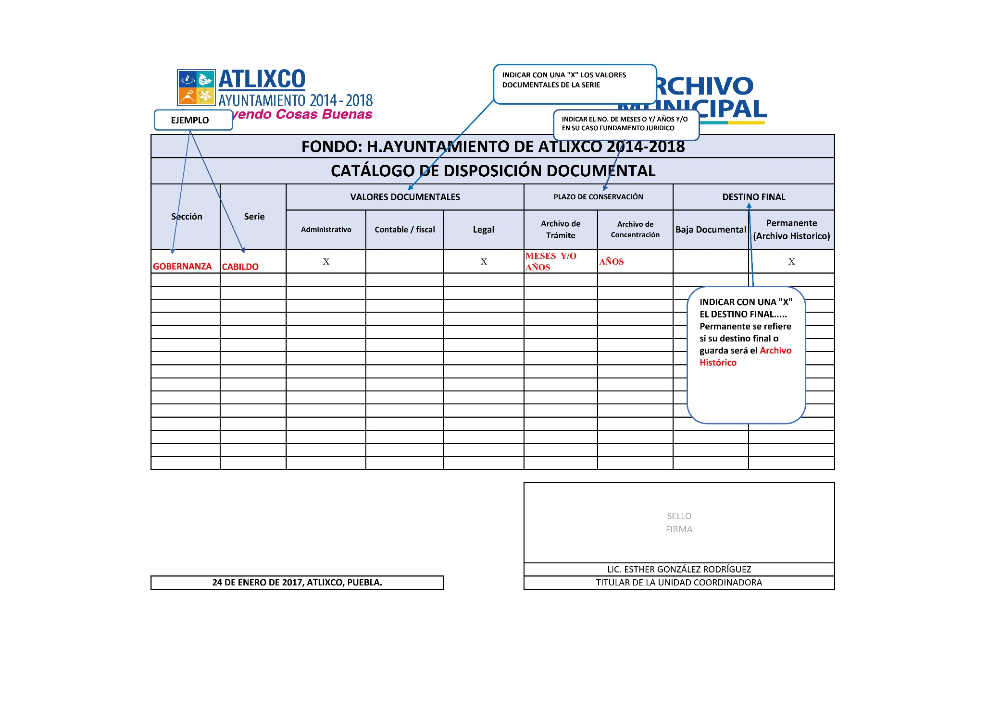 ATLIXCO
AYUNTAMIENTO 2014-2018
yendo Cosas Buenas
EJEMPLO
INDICAR CON UNA "X" LOS VALORES
DOCUMENTALES DE LA SERIE
RCHIVO
MUNICIPAL
INDICAR EL NO. DE MESES O Y/ AÑOS Y/O
EN SU CASO FUNDAMENTO JURIDICO
FONDO: H.AYUNTAMIENTO DE ATLIXCO 2014-2018
CATÁLOGO DE DISPOSICIÓN DOCUMENTAL
Sección
Serie
VALORES DOCUMENTALES
PLAZO DE CONSERVACIÓN
DESTINO FINAL
Administrativo
Contable / fiscal
Legal
Archivo de
Trámite
Archivo de
Concentración
Baja Documental
Permanente
(Archivo Historico)
GOBERNANZA
CABILDO
X
X
MESES Y/O
AÑOS
AÑOS
X
INDICAR CON UNA "X"
EL DESTINO FINAL.....
Permanente se refiere
si su destino final o
guarda será el Archivo
Histórico
SELLO
FIRMA
LIC. ESTHER GONZÁLEZ RODRÍGUEZ
TITULAR DE LA UNIDAD COORDINADORA
24 DE ENERO DE 2017, ATLIXCO, PUEBLA.